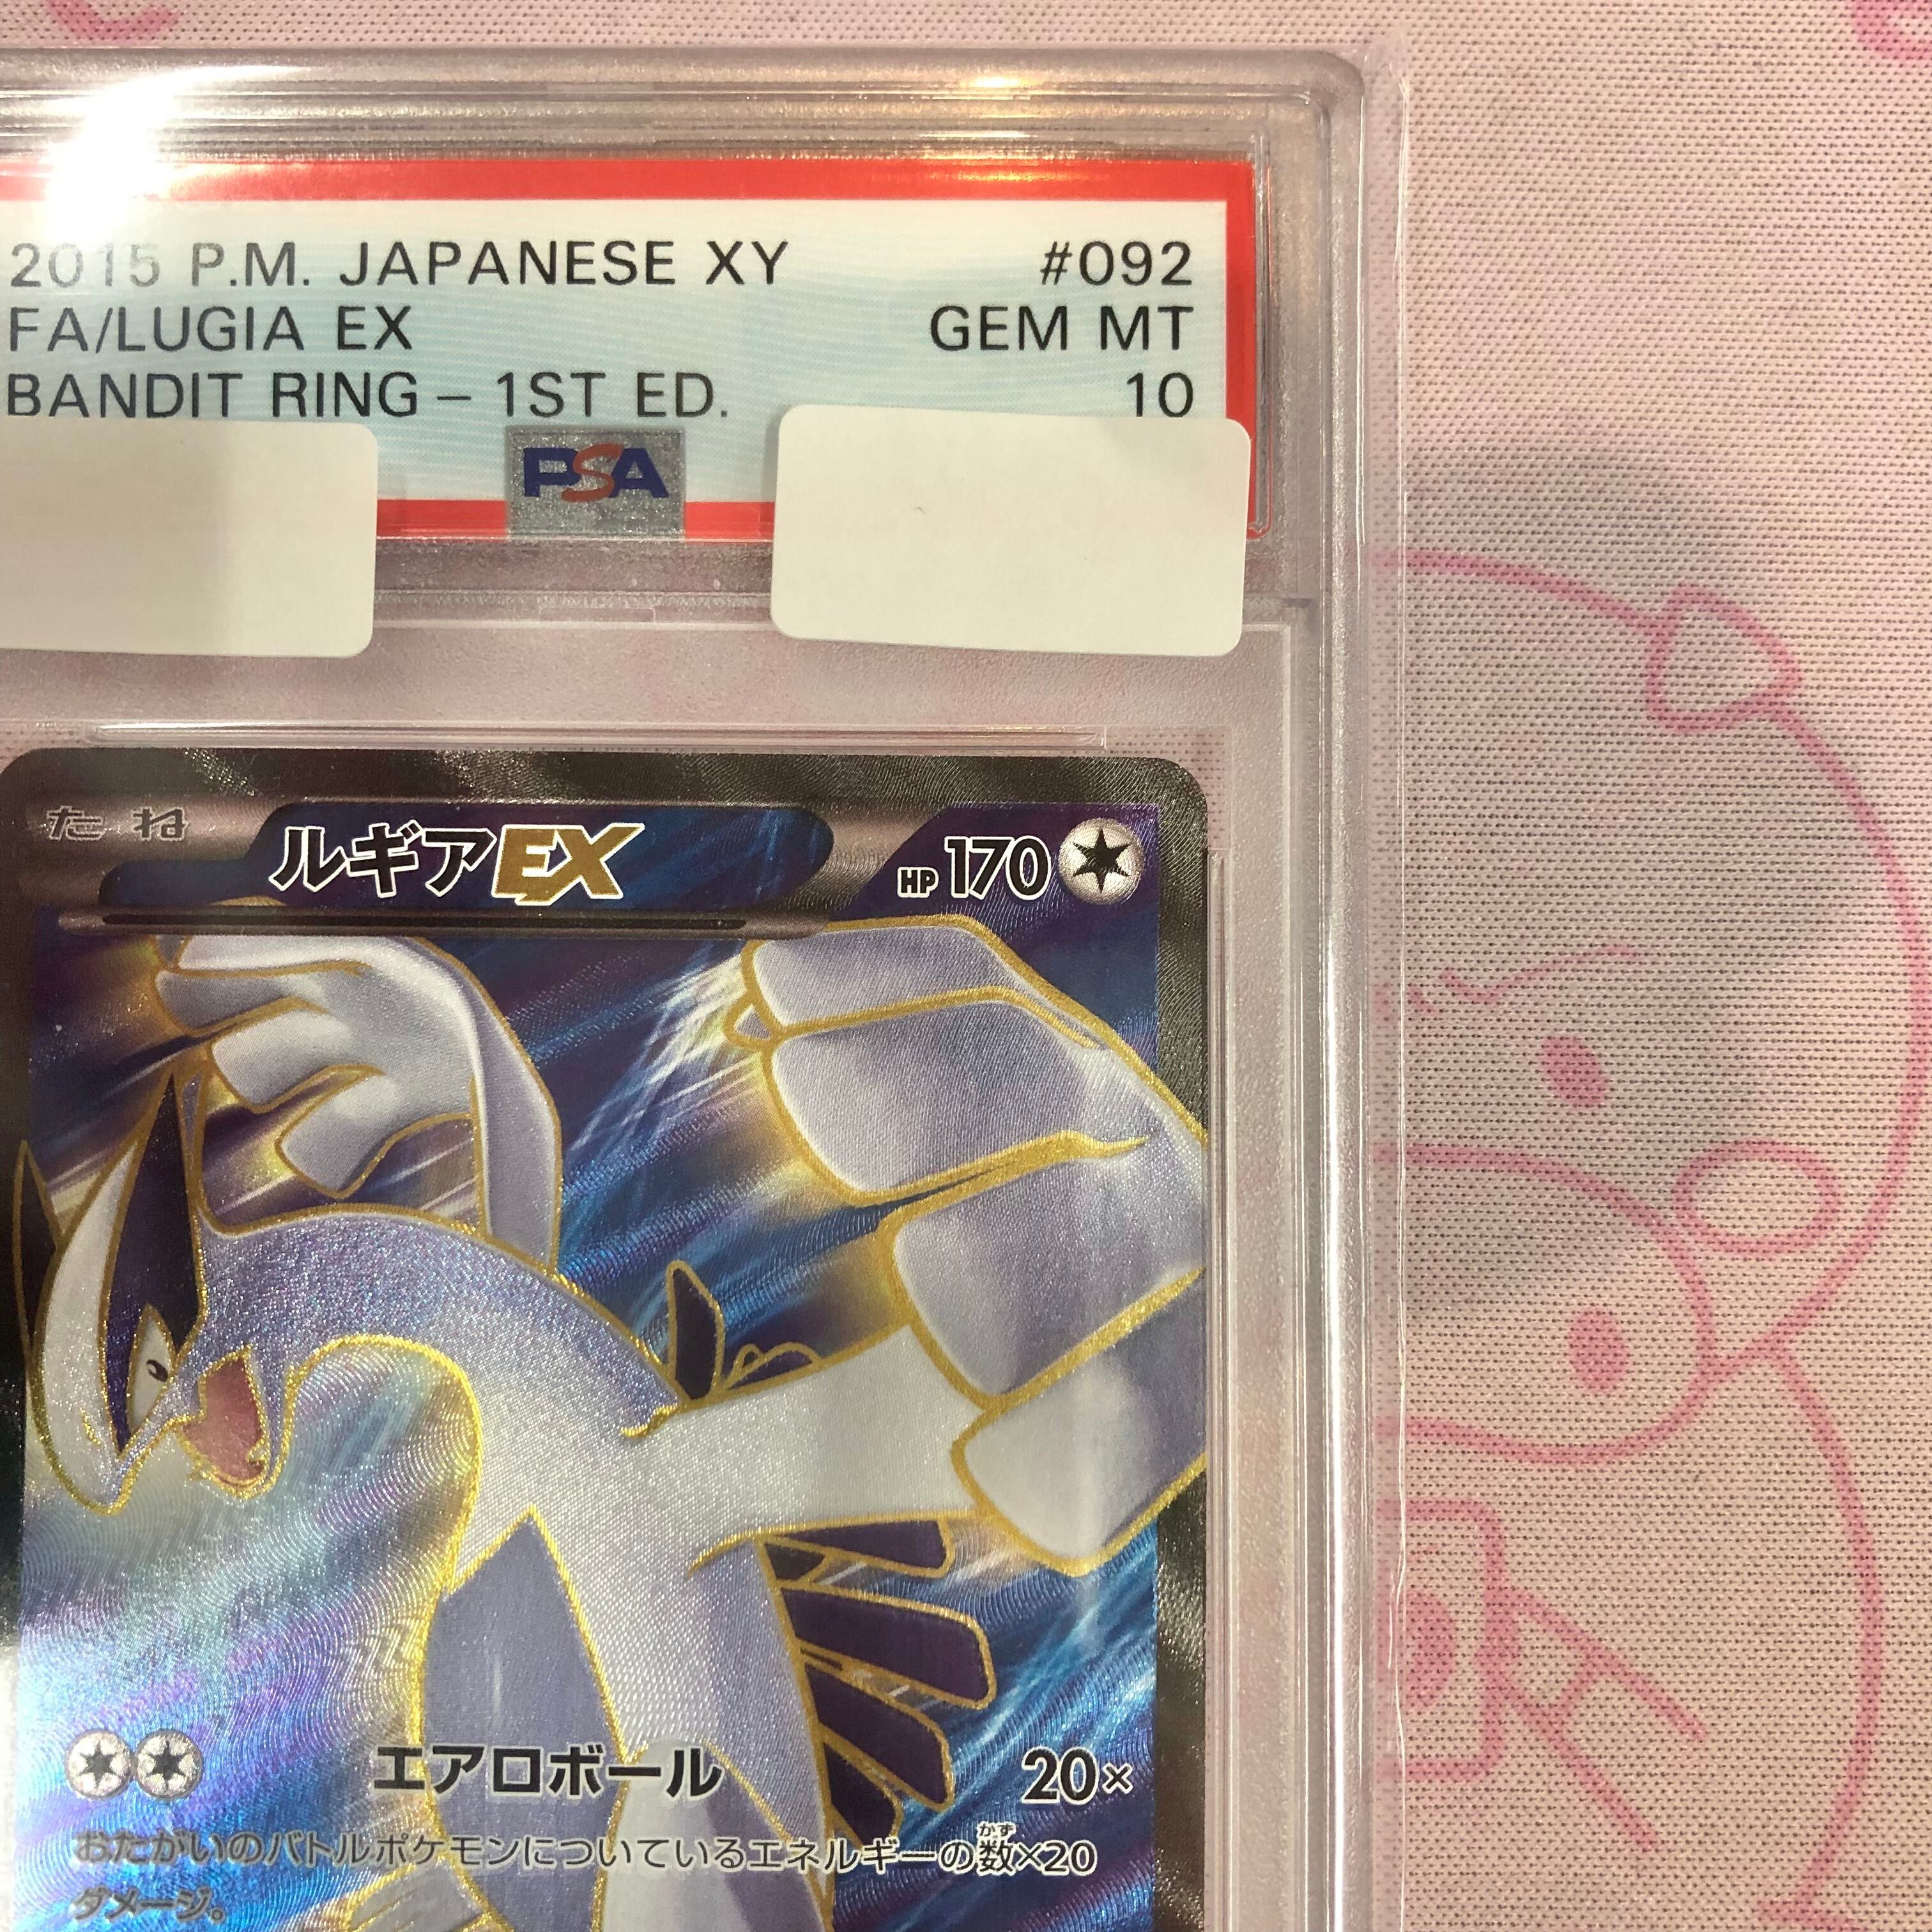 2015 P.M. JAPANESE XY #092
FA/LUGIA EX GEM MT
BANDIT RING – 1ST ED. 10
PSA
たね ルギアEX HP170
エアロボール 20×
おたがいのバトルポケモンについているエネルギーの数×20
かず
ダメージ。